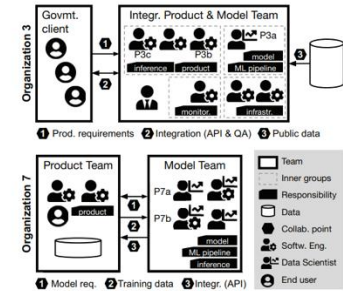 Organization 3
Govmt.
client
Integr. Product & Model Team
P3a
P3c
P3b
inference
product
model
ML pipeline
monitor.
infrastr.
1
2
3
1 Prod. requirements 2 Integration (API & QA) 3 Public data
Organization 7
Product Team
Model Team
product
P7a
P7b
model
ML pipeline
inference
1
2
3
1 Model req. 2 Training data 3 Integr. (API)
Team
Inner groups
Responsibility
Data
Collab. point
Softw. Eng.
Data Scientist
End user